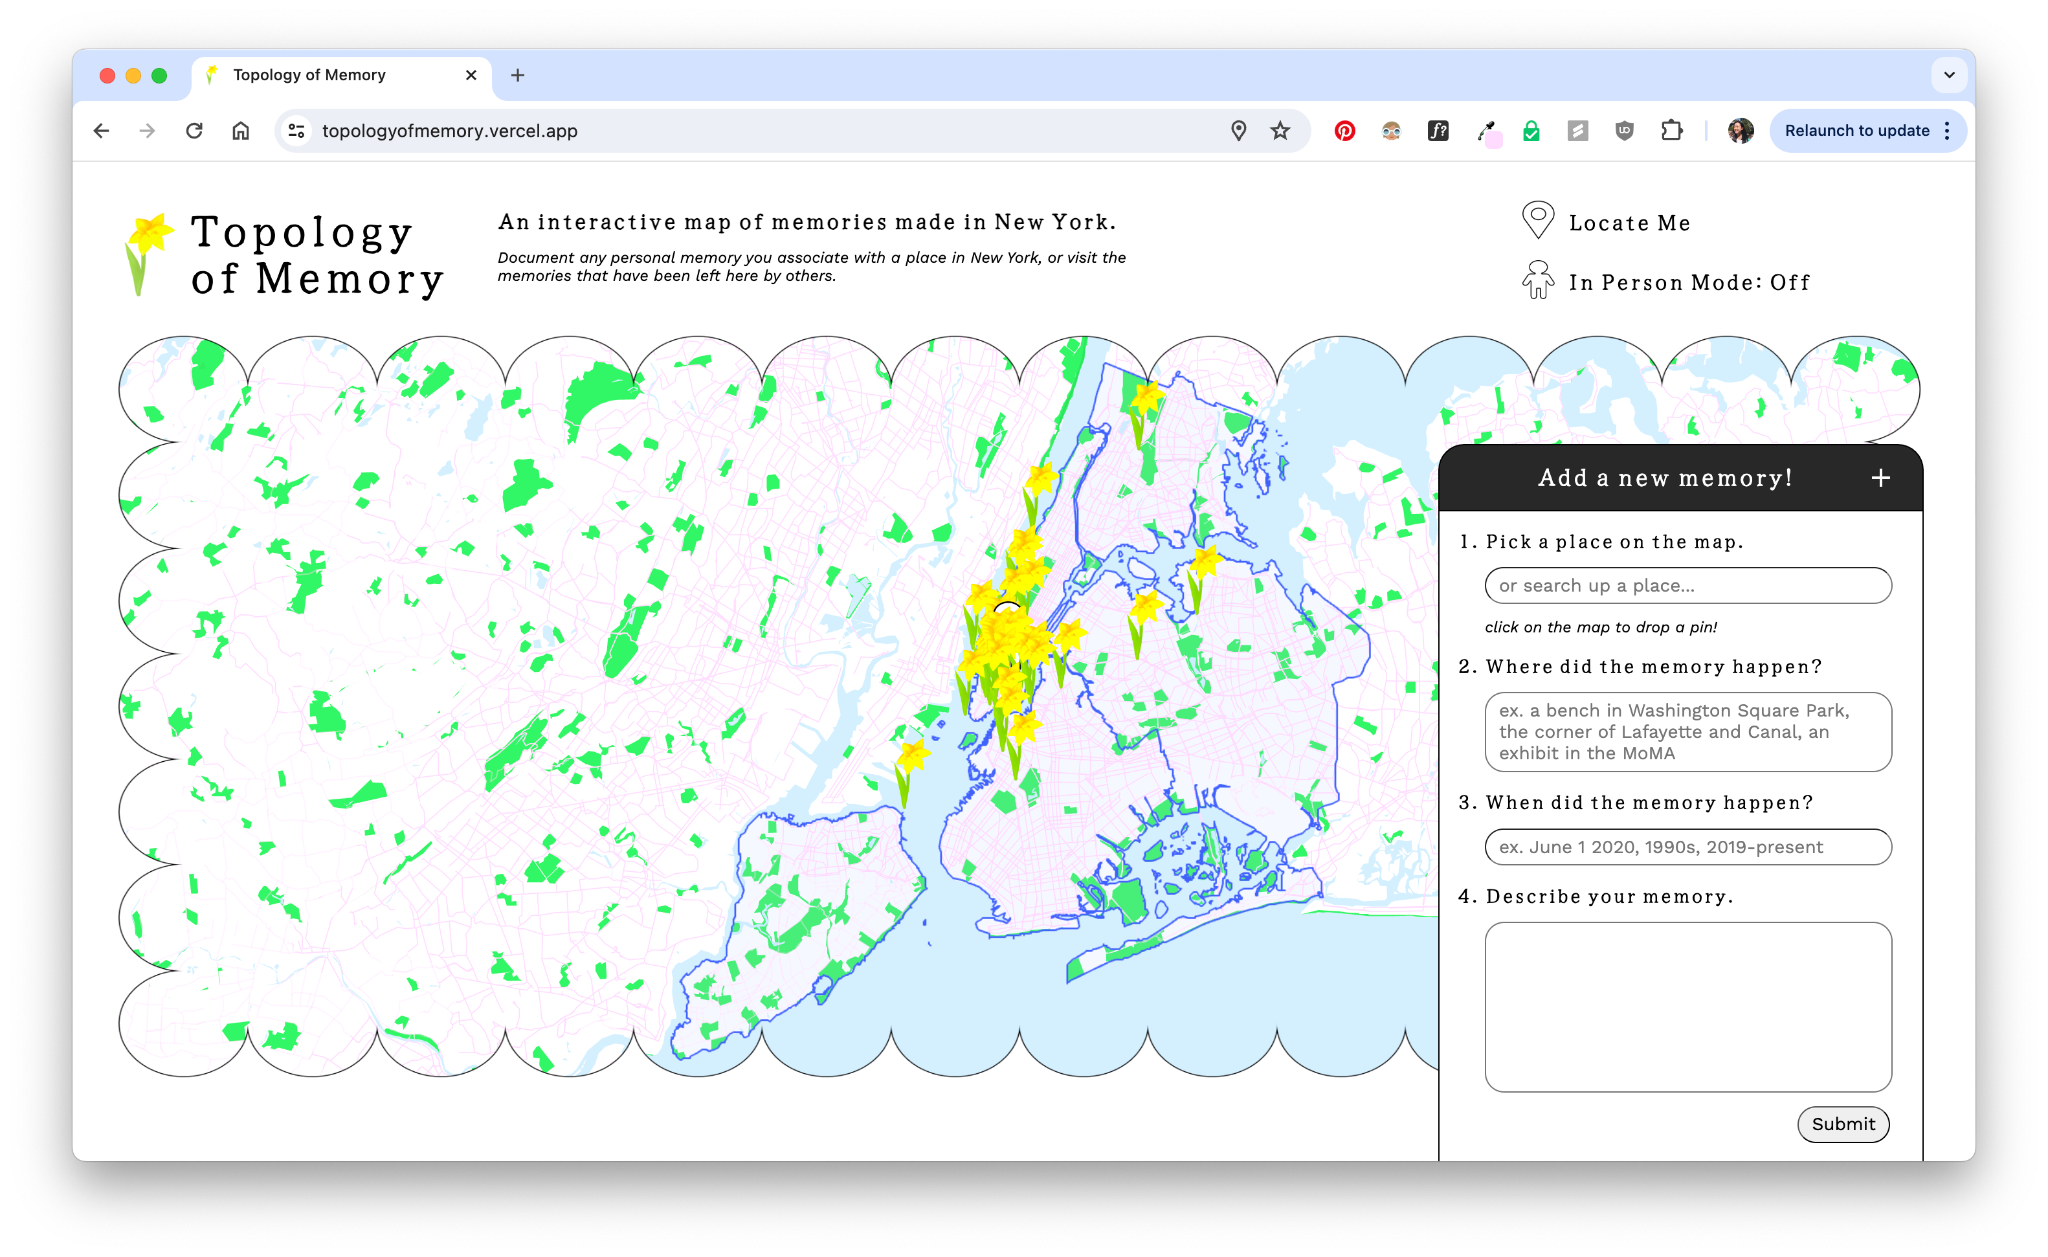 Topology of Memory
topologyofmemory.vercel.app
Relaunch to update
Topology
of Memory
An interactive map of memories made in New York.
Document any personal memory you associate with a place in New York, or visit the
memories that have been left here by others.
Locate Me
In Person Mode: Off
Add a new memory! +
1. Pick a place on the map.
or search up a place...
click on the map to drop a pin!
2. Where did the memory happen?
ex. a bench in Washington Square Park,
the corner of Lafayette and Canal, an
exhibit in the MoMA
3. When did the memory happen?
ex. June 1 2020, 1990s, 2019-present
4. Describe your memory.
Submit